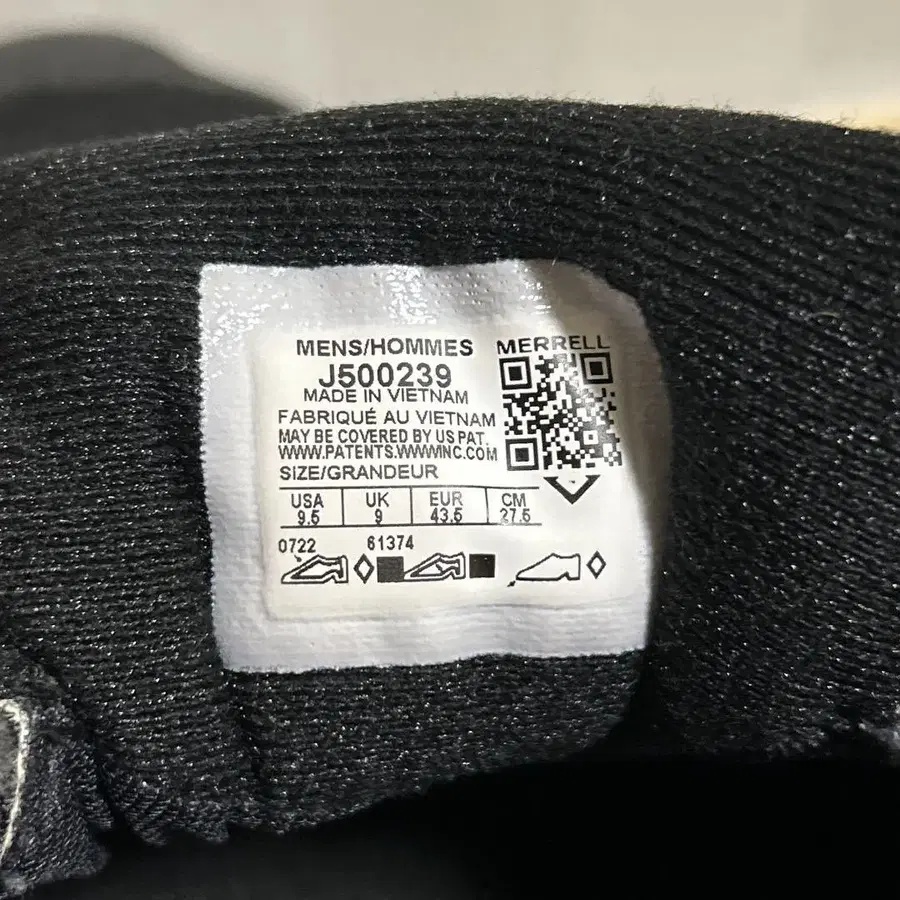 MENS/HOMMES
J500239
MADE IN VIETNAM
FABRIQUÉ AU VIETNAM
MAY BE COVERED BY US PAT.
WWW.PATENTS.WWWINC.COM
SIZE/GRANDEUR
USA UK EUR CM
9.5 9 43.5 27.5
0722 61374
MERRELL